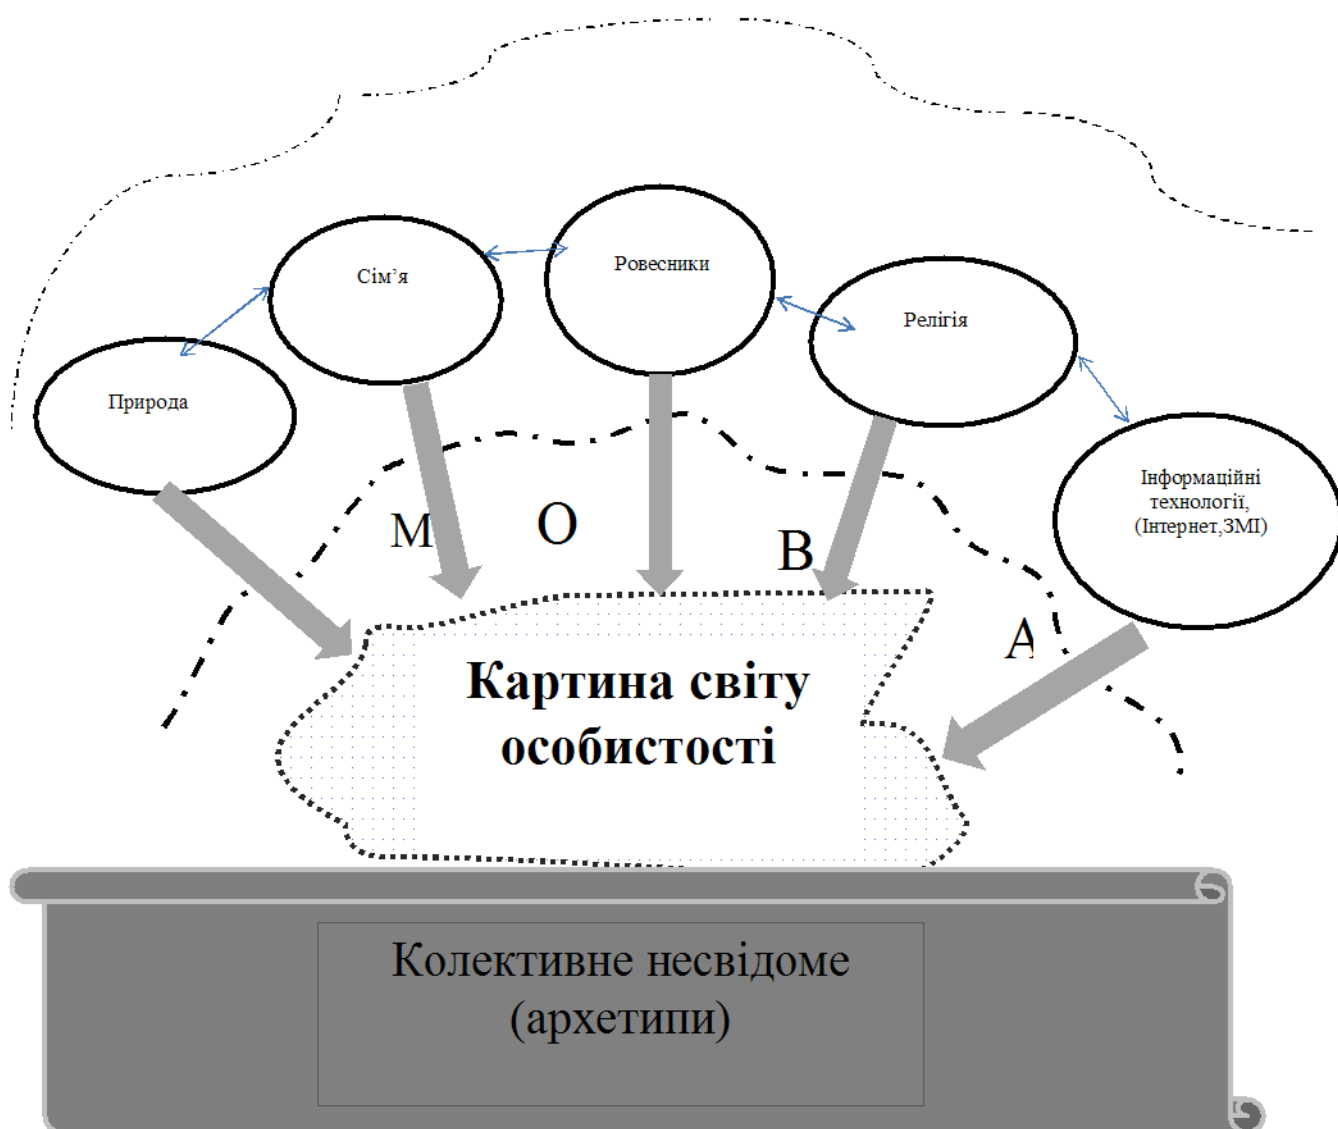 Ровесники
Сім’я
Релігія
Природа
Інформаційні
технології,
(Інтернет,ЗМІ)
М О В А
Картина світу
особистості
Колективне несвідоме
(архетипи)